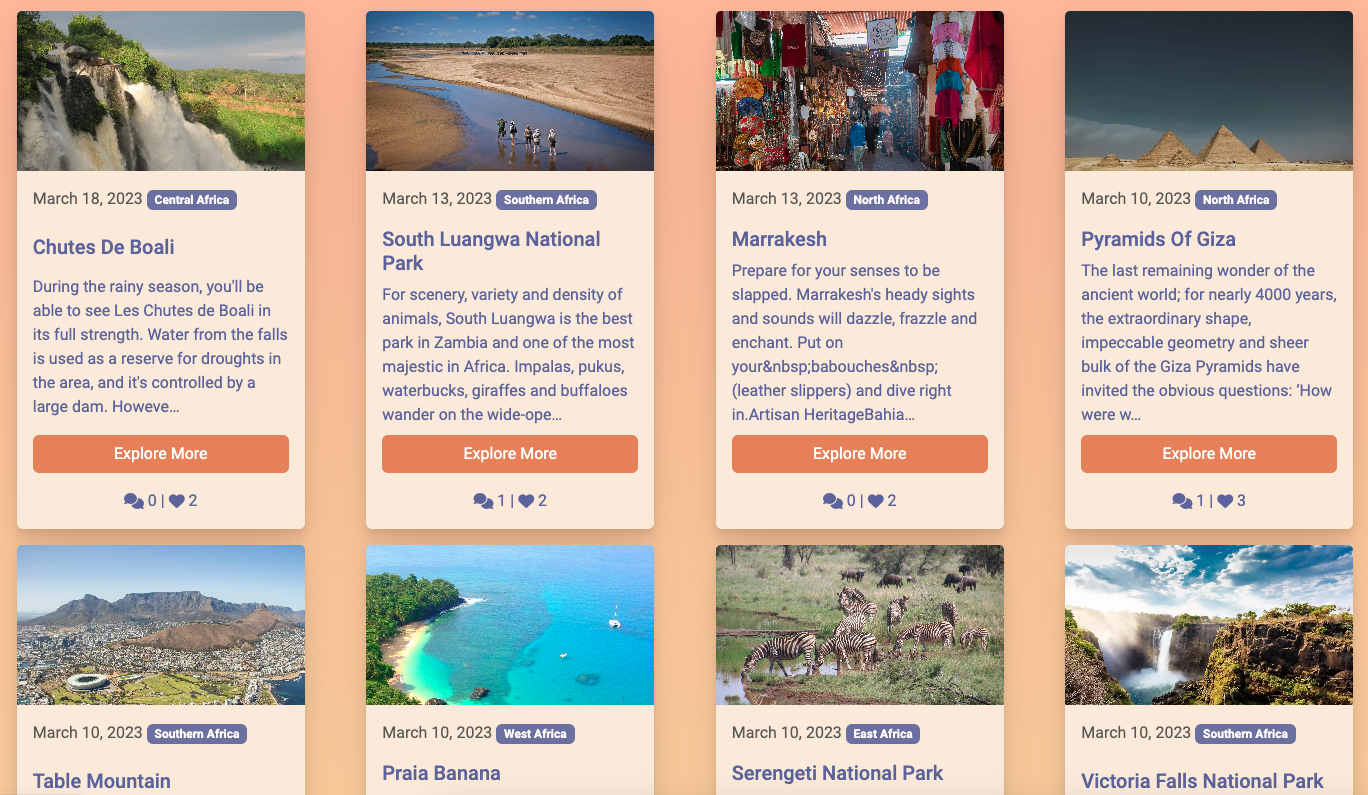 March 18, 2023 Central Africa
Chutes De Boali
During the rainy season, you'll be
able to see Les Chutes de Boali in
its full strength. Water from the falls
is used as a reserve for droughts in
the area, and it's controlled by a
large dam. Howeve…
Explore More
0 | 2
March 13, 2023 Southern Africa
South Luangwa National
Park
For scenery, variety and density of
animals, South Luangwa is the best
park in Zambia and one of the most
majestic in Africa. Impalas, pukus,
waterbucks, giraffes and buffaloes
wander on the wide-ope…
Explore More
1 | 2
March 13, 2023 North Africa
Marrakesh
Prepare for your senses to be
slapped. Marrakesh's heady sights
and sounds will dazzle, frazzle and
enchant. Put on
your&nbsp;babouches&nbsp;
(leather slippers) and dive right
in.Artisan HeritageBahia…
Explore More
0 | 2
March 10, 2023 North Africa
Pyramids Of Giza
The last remaining wonder of the
ancient world; for nearly 4000 years,
the extraordinary shape,
impeccable geometry and sheer
bulk of the Giza Pyramids have
invited the obvious questions: ‘How
were w…
Explore More
1 | 3
March 10, 2023 Southern Africa
Table Mountain
March 10, 2023 West Africa
Praia Banana
March 10, 2023 East Africa
Serengeti National Park
March 10, 2023 Southern Africa
Victoria Falls National Park